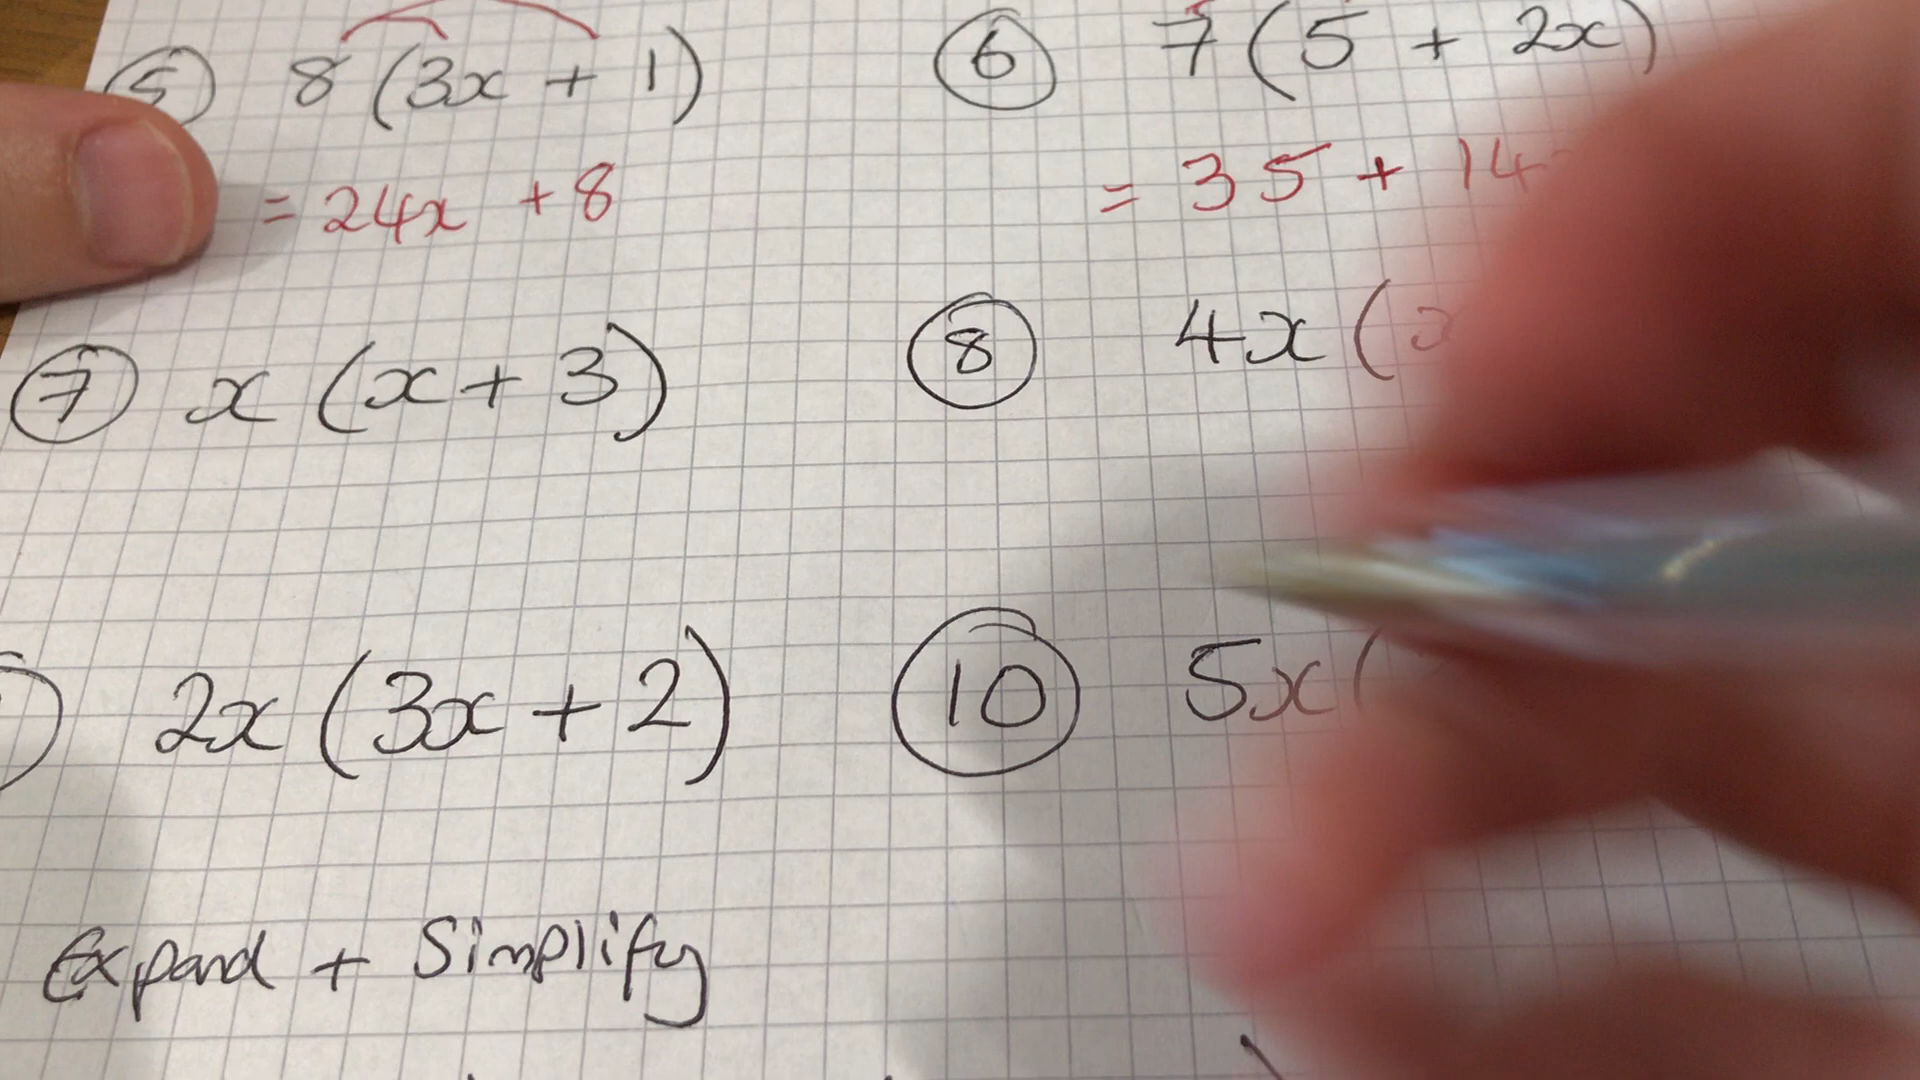 5 8(3x + 1)
= 24x + 8
6 7(5 + 2x)
= 35 + 14
7 x(x + 3)
8 4x(
2x(3x + 2)
10 5x(
Expand + Simplify